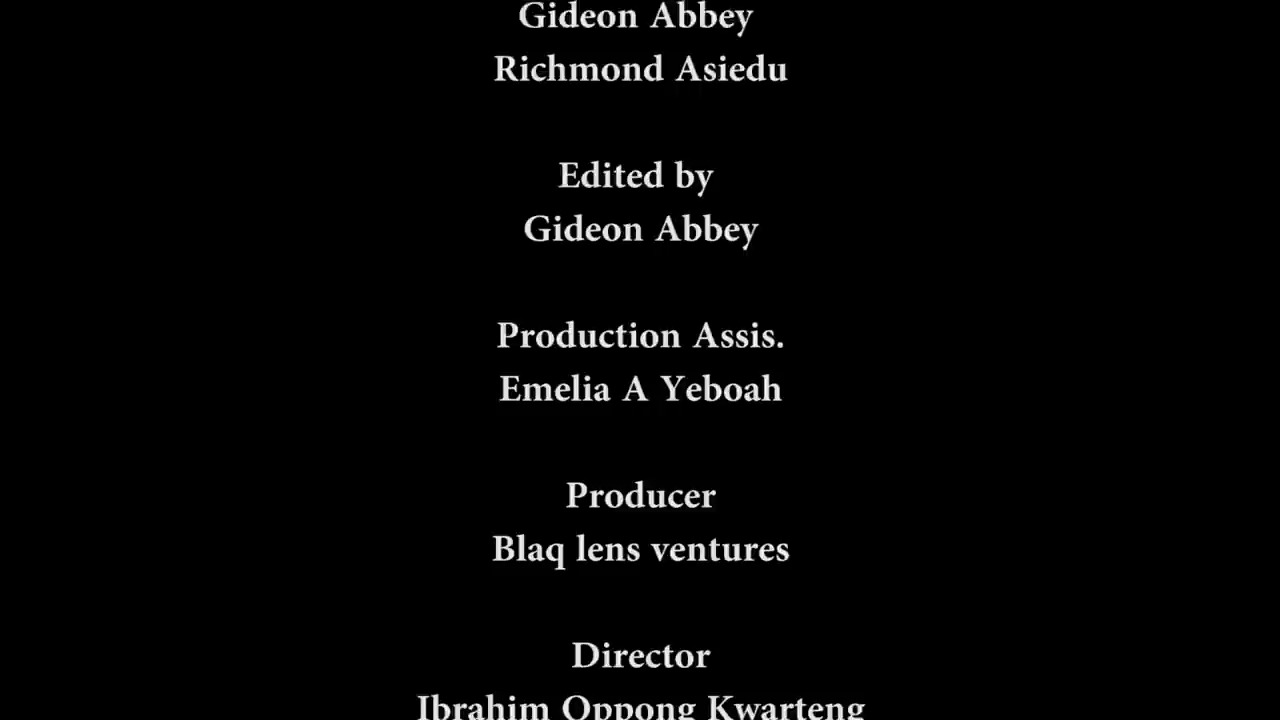 Gideon Abbey
Richmond Asiedu
Edited by
Gideon Abbey
Production Assis.
Emelia A Yeboah
Producer
Blaq lens ventures
Director
Ibrahim Oppong Kwarteng